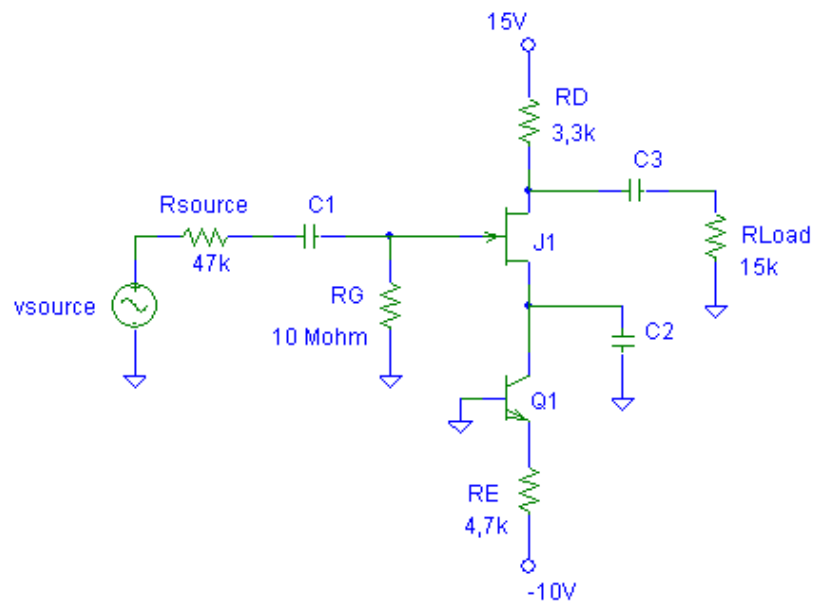 15V
RD
3,3k
C3
Rsource
C1
47k
J1
RLoad
15k
vsource
RG
10 Mohm
C2
Q1
RE
4,7k
-10V